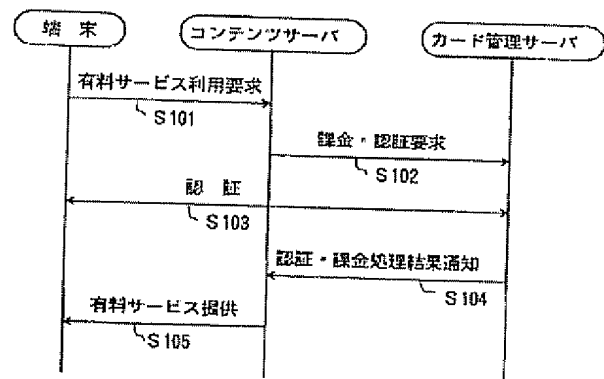 端 末
コンテンツサーバ
カード管理サーバ
有料サービス利用要求
S101
課金・認証要求
S102
認 証
S103
認証・課金処理結果通知
S104
有料サービス提供
S105